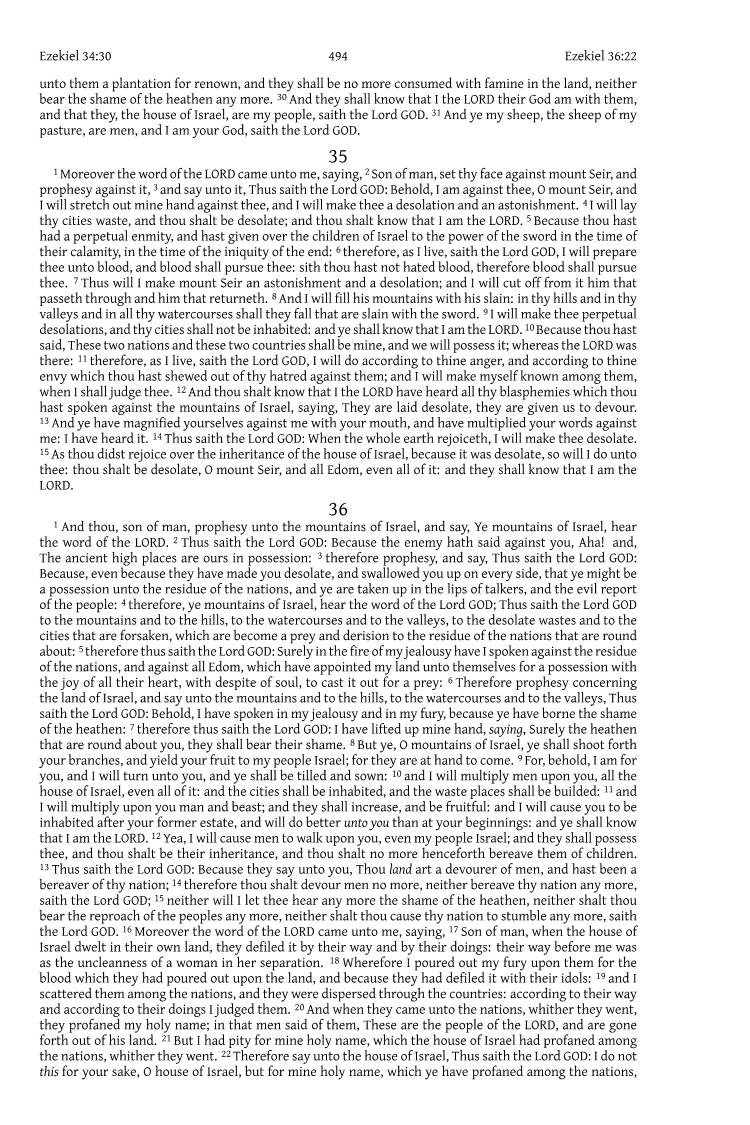 Ezekiel 34:30 494 Ezekiel 36:22
unto them a plantation for renown, and they shall be no more consumed with famine in the land, neither
bear the shame of the heathen any more. 30 And they shall know that I the LORD their God am with them,
and that they, the house of Israel, are my people, saith the Lord GOD. 31 And ye my sheep, the sheep of my
pasture, are men, and I am your God, saith the Lord GOD.
35
1 Moreover the word of the LORD came unto me, saying, 2 Son of man, set thy face against mount Seir, and
prophesy against it, 3 and say unto it, Thus saith the Lord GOD: Behold, I am against thee, O mount Seir, and
I will stretch out mine hand against thee, and I will make thee a desolation and an astonishment. 4 I will lay
thy cities waste, and thou shalt be desolate; and thou shalt know that I am the LORD. 5 Because thou hast
had a perpetual enmity, and hast given over the children of Israel to the power of the sword in the time of
their calamity, in the time of the iniquity of the end: 6 therefore, as I live, saith the Lord GOD, I will prepare
thee unto blood, and blood shall pursue thee: sith thou hast not hated blood, therefore blood shall pursue
thee. 7 Thus will I make mount Seir an astonishment and a desolation; and I will cut off from it him that
passeth through and him that returneth. 8 And I will fill his mountains with his slain: in thy hills and in thy
valleys and in all thy watercourses shall they fall that are slain with the sword. 9 I will make thee perpetual
desolations, and thy cities shall not be inhabited: and ye shall know that I am the LORD. 10 Because thou hast
said, These two nations and these two countries shall be mine, and we will possess it; whereas the LORD was
there: 11 therefore, as I live, saith the Lord GOD, I will do according to thine anger, and according to thine
envy which thou hast shewed out of thy hatred against them; and I will make myself known among them,
when I shall judge thee. 12 And thou shalt know that I the LORD have heard all thy blasphemies which thou
hast spoken against the mountains of Israel, saying, They are laid desolate, they are given us to devour.
13 And ye have magnified yourselves against me with your mouth, and have multiplied your words against
me: I have heard it. 14 Thus saith the Lord GOD: When the whole earth rejoiceth, I will make thee desolate.
15 As thou didst rejoice over the inheritance of the house of Israel, because it was desolate, so will I do unto
thee: thou shalt be desolate, O mount Seir, and all Edom, even all of it: and they shall know that I am the
LORD.
36
1 And thou, son of man, prophesy unto the mountains of Israel, and say, Ye mountains of Israel, hear
the word of the LORD. 2 Thus saith the Lord GOD: Because the enemy hath said against you, Aha! and,
The ancient high places are ours in possession: 3 therefore prophesy, and say, Thus saith the Lord GOD:
Because, even because they have made you desolate, and swallowed you up on every side, that ye might be
a possession unto the residue of the nations, and ye are taken up in the lips of talkers, and the evil report
of the people: 4 therefore, ye mountains of Israel, hear the word of the Lord GOD; Thus saith the Lord GOD
to the mountains and to the hills, to the watercourses and to the valleys, to the desolate wastes and to the
cities that are forsaken, which are become a prey and derision to the residue of the nations that are round
about: 5 therefore thus saith the Lord GOD: Surely in the fire of my jealousy have I spoken against the residue
of the nations, and against all Edom, which have appointed my land unto themselves for a possession with
the joy of all their heart, with despite of soul, to cast it out for a prey: 6 Therefore prophesy concerning
the land of Israel, and say unto the mountains and to the hills, to the watercourses and to the valleys, Thus
saith the Lord GOD: Behold, I have spoken in my jealousy and in my fury, because ye have borne the shame
of the heathen: 7 therefore thus saith the Lord GOD: I have lifted up mine hand, saying, Surely the heathen
that are round about you, they shall bear their shame. 8 But ye, O mountains of Israel, ye shall shoot forth
your branches, and yield your fruit to my people Israel; for they are at hand to come. 9 For, behold, I am for
you, and I will turn unto you, and ye shall be tilled and sown: 10 and I will multiply men upon you, all the
house of Israel, even all of it: and the cities shall be inhabited, and the waste places shall be builded: 11 and
I will multiply upon you man and beast; and they shall increase, and be fruitful: and I will cause you to be
inhabited after your former estate, and will do better unto you than at your beginnings: and ye shall know
that I am the LORD. 12 Yea, I will cause men to walk upon you, even my people Israel; and they shall possess
thee, and thou shalt be their inheritance, and thou shalt no more henceforth bereave them of children.
13 Thus saith the Lord GOD: Because they say unto you, Thou land art a devourer of men, and hast been a
bereaver of thy nation; 14 therefore thou shalt devour men no more, neither bereave thy nation any more,
saith the Lord GOD; 15 neither will I let thee hear any more the shame of the heathen, neither shalt thou
bear the reproach of the peoples any more, neither shalt thou cause thy nation to stumble any more, saith
the Lord GOD. 16 Moreover the word of the LORD came unto me, saying, 17 Son of man, when the house of
Israel dwelt in their own land, they defiled it by their way and by their doings: their way before me was
as the uncleanness of a woman in her separation. 18 Wherefore I poured out my fury upon them for the
blood which they had poured out upon the land, and because they had defiled it with their idols: 19 and I
scattered them among the nations, and they were dispersed through the countries: according to their way
and according to their doings I judged them. 20 And when they came unto the nations, whither they went,
they profaned my holy name; in that men said of them, These are the people of the LORD, and are gone
forth out of his land. 21 But I had pity for mine holy name, which the house of Israel had profaned among
the nations, whither they went. 22 Therefore say unto the house of Israel, Thus saith the Lord GOD: I do not
this for your sake, O house of Israel, but for mine holy name, which ye have profaned among the nations,